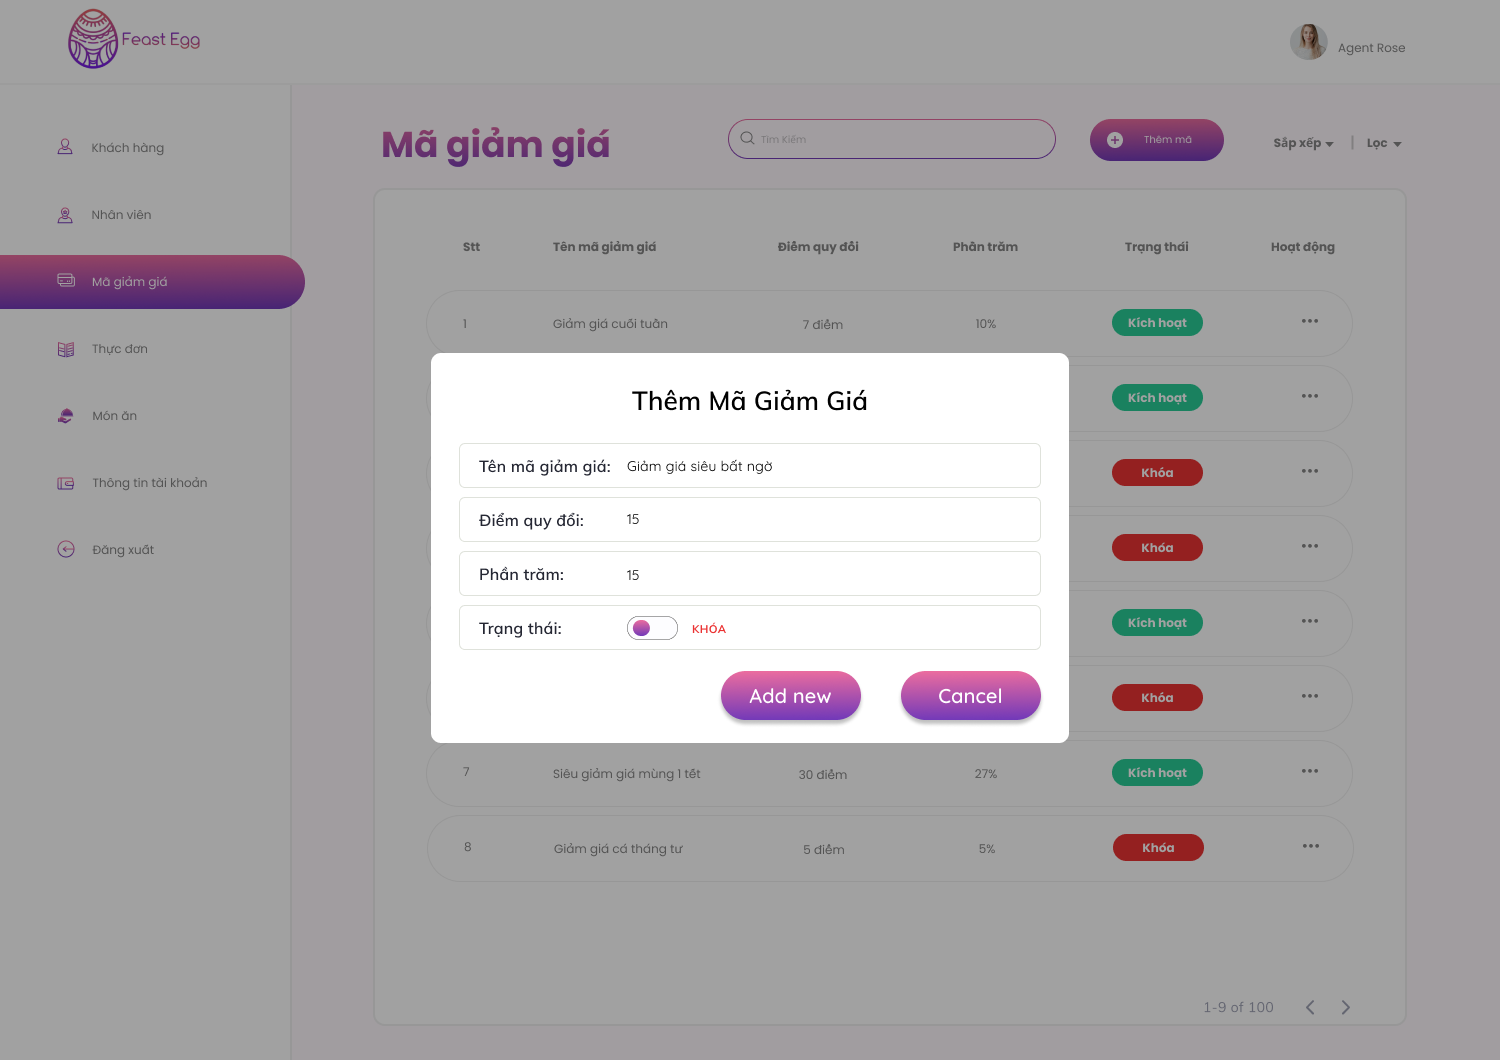 Feast Egg
Agent Rose
Khách hàng
Nhân viên
Mã giảm giá
Thực đơn
Món ăn
Thông tin tài khoản
Đăng xuất
Mã giảm giá
Tìm Kiếm
Thêm mã
Sắp xếp | Lọc
Stt Tên mã giảm giá Điểm quy đổi Phần trăm Trạng thái Hoạt động
1 Giảm giá cuối tuần 7 điểm 10% Kích hoạt
Kích hoạt
Khóa
Khóa
Kích hoạt
Khóa
Thêm Mã Giảm Giá
Tên mã giảm giá: Giảm giá siêu bất ngờ
Điểm quy đổi: 15
Phần trăm: 15
Trạng thái: KHÓA
Add new Cancel
7 Siêu giảm giá mùng 1 tết 30 điểm 27% Kích hoạt
8 Giảm giá cá tháng tư 5 điểm 5% Khóa
1-9 of 100